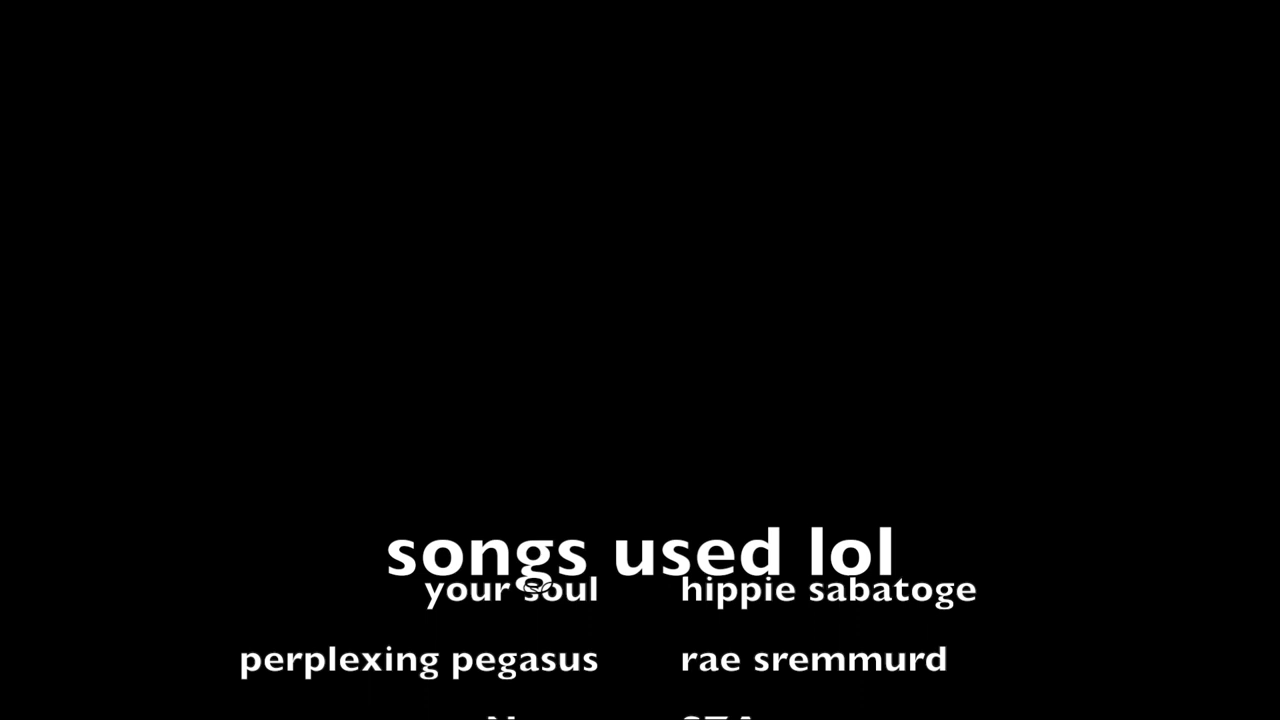 songs used lol
your soul hippie sabatoge
perplexing pegasus rae sremmurd